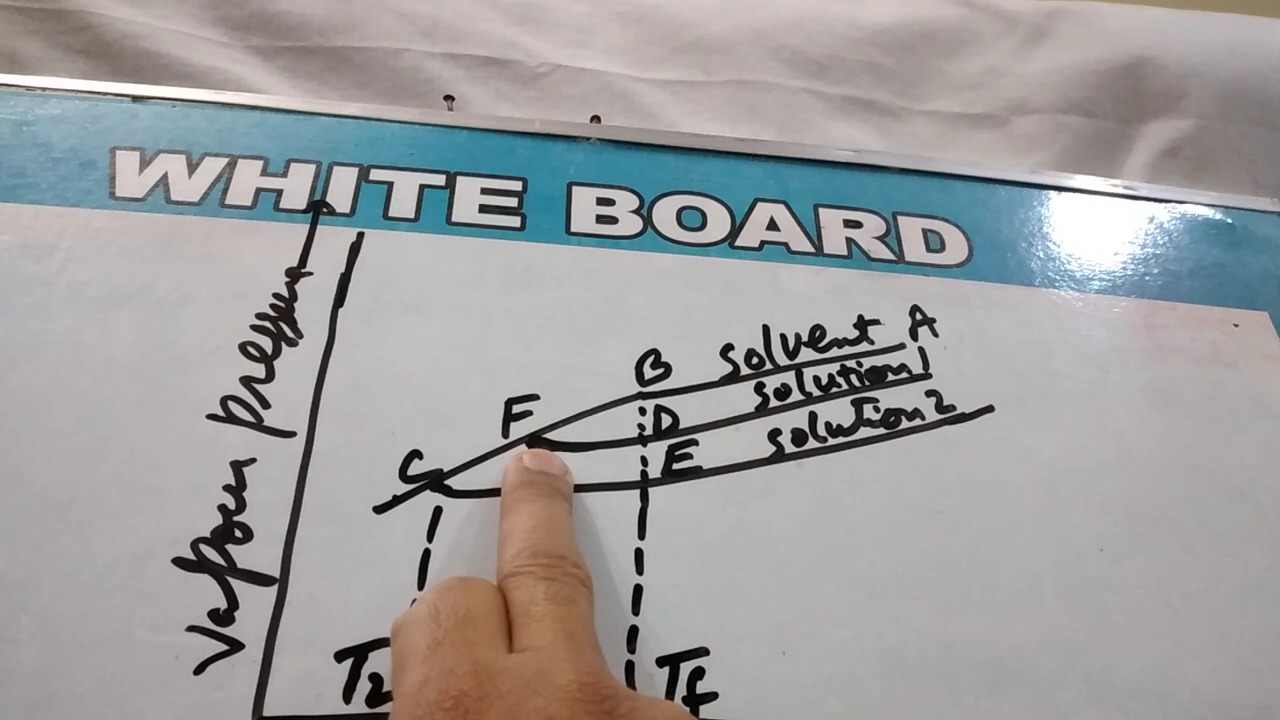 WHITE BOARD
Vapour pressure
solvent A
B
solution 1
F
D
solution 2
C
E
T2
Tf